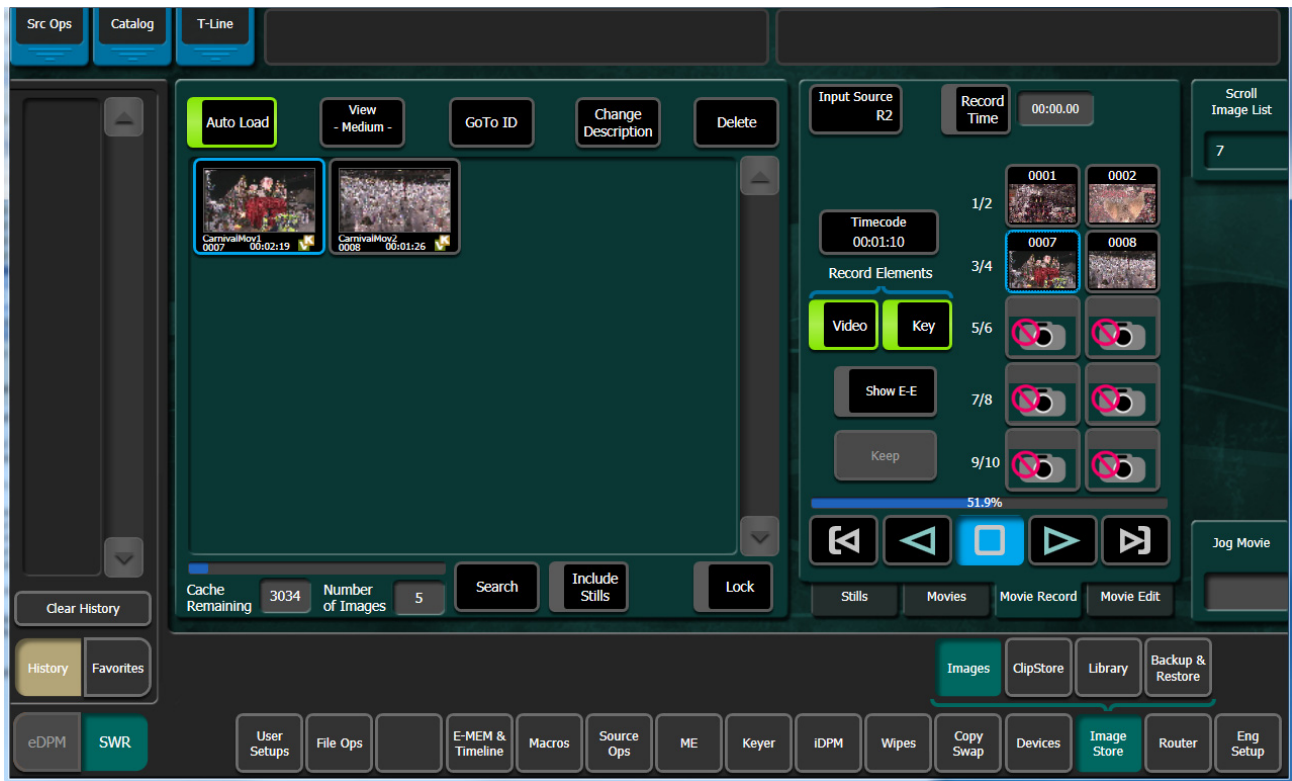 Src Ops
Catalog
T-Line
Auto Load
View
- Medium -
GoTo ID
Change
Description
Delete
CarnivalMov1
0007 00:02:19
CarnivalMov2
0008 00:01:26
Cache
Remaining
3034
Number
of Images
5
Search
Include
Stills
Lock
Input Source
R2
Record
Time
00:00.00
Timecode
00:01:10
Record Elements
Video
Key
Show E-E
Keep
1/2
0001
0002
3/4
0007
0008
5/6
7/8
9/10
51.9%
Stills
Movies
Movie Record
Movie Edit
Scroll
Image List
7
Jog Movie
Clear History
History
Favorites
Images
ClipStore
Library
Backup &
Restore
eDPM
SWR
User
Setups
File Ops
E-MEM &
Timeline
Macros
Source
Ops
ME
Keyer
iDPM
Wipes
Copy
Swap
Devices
Image
Store
Router
Eng
Setup